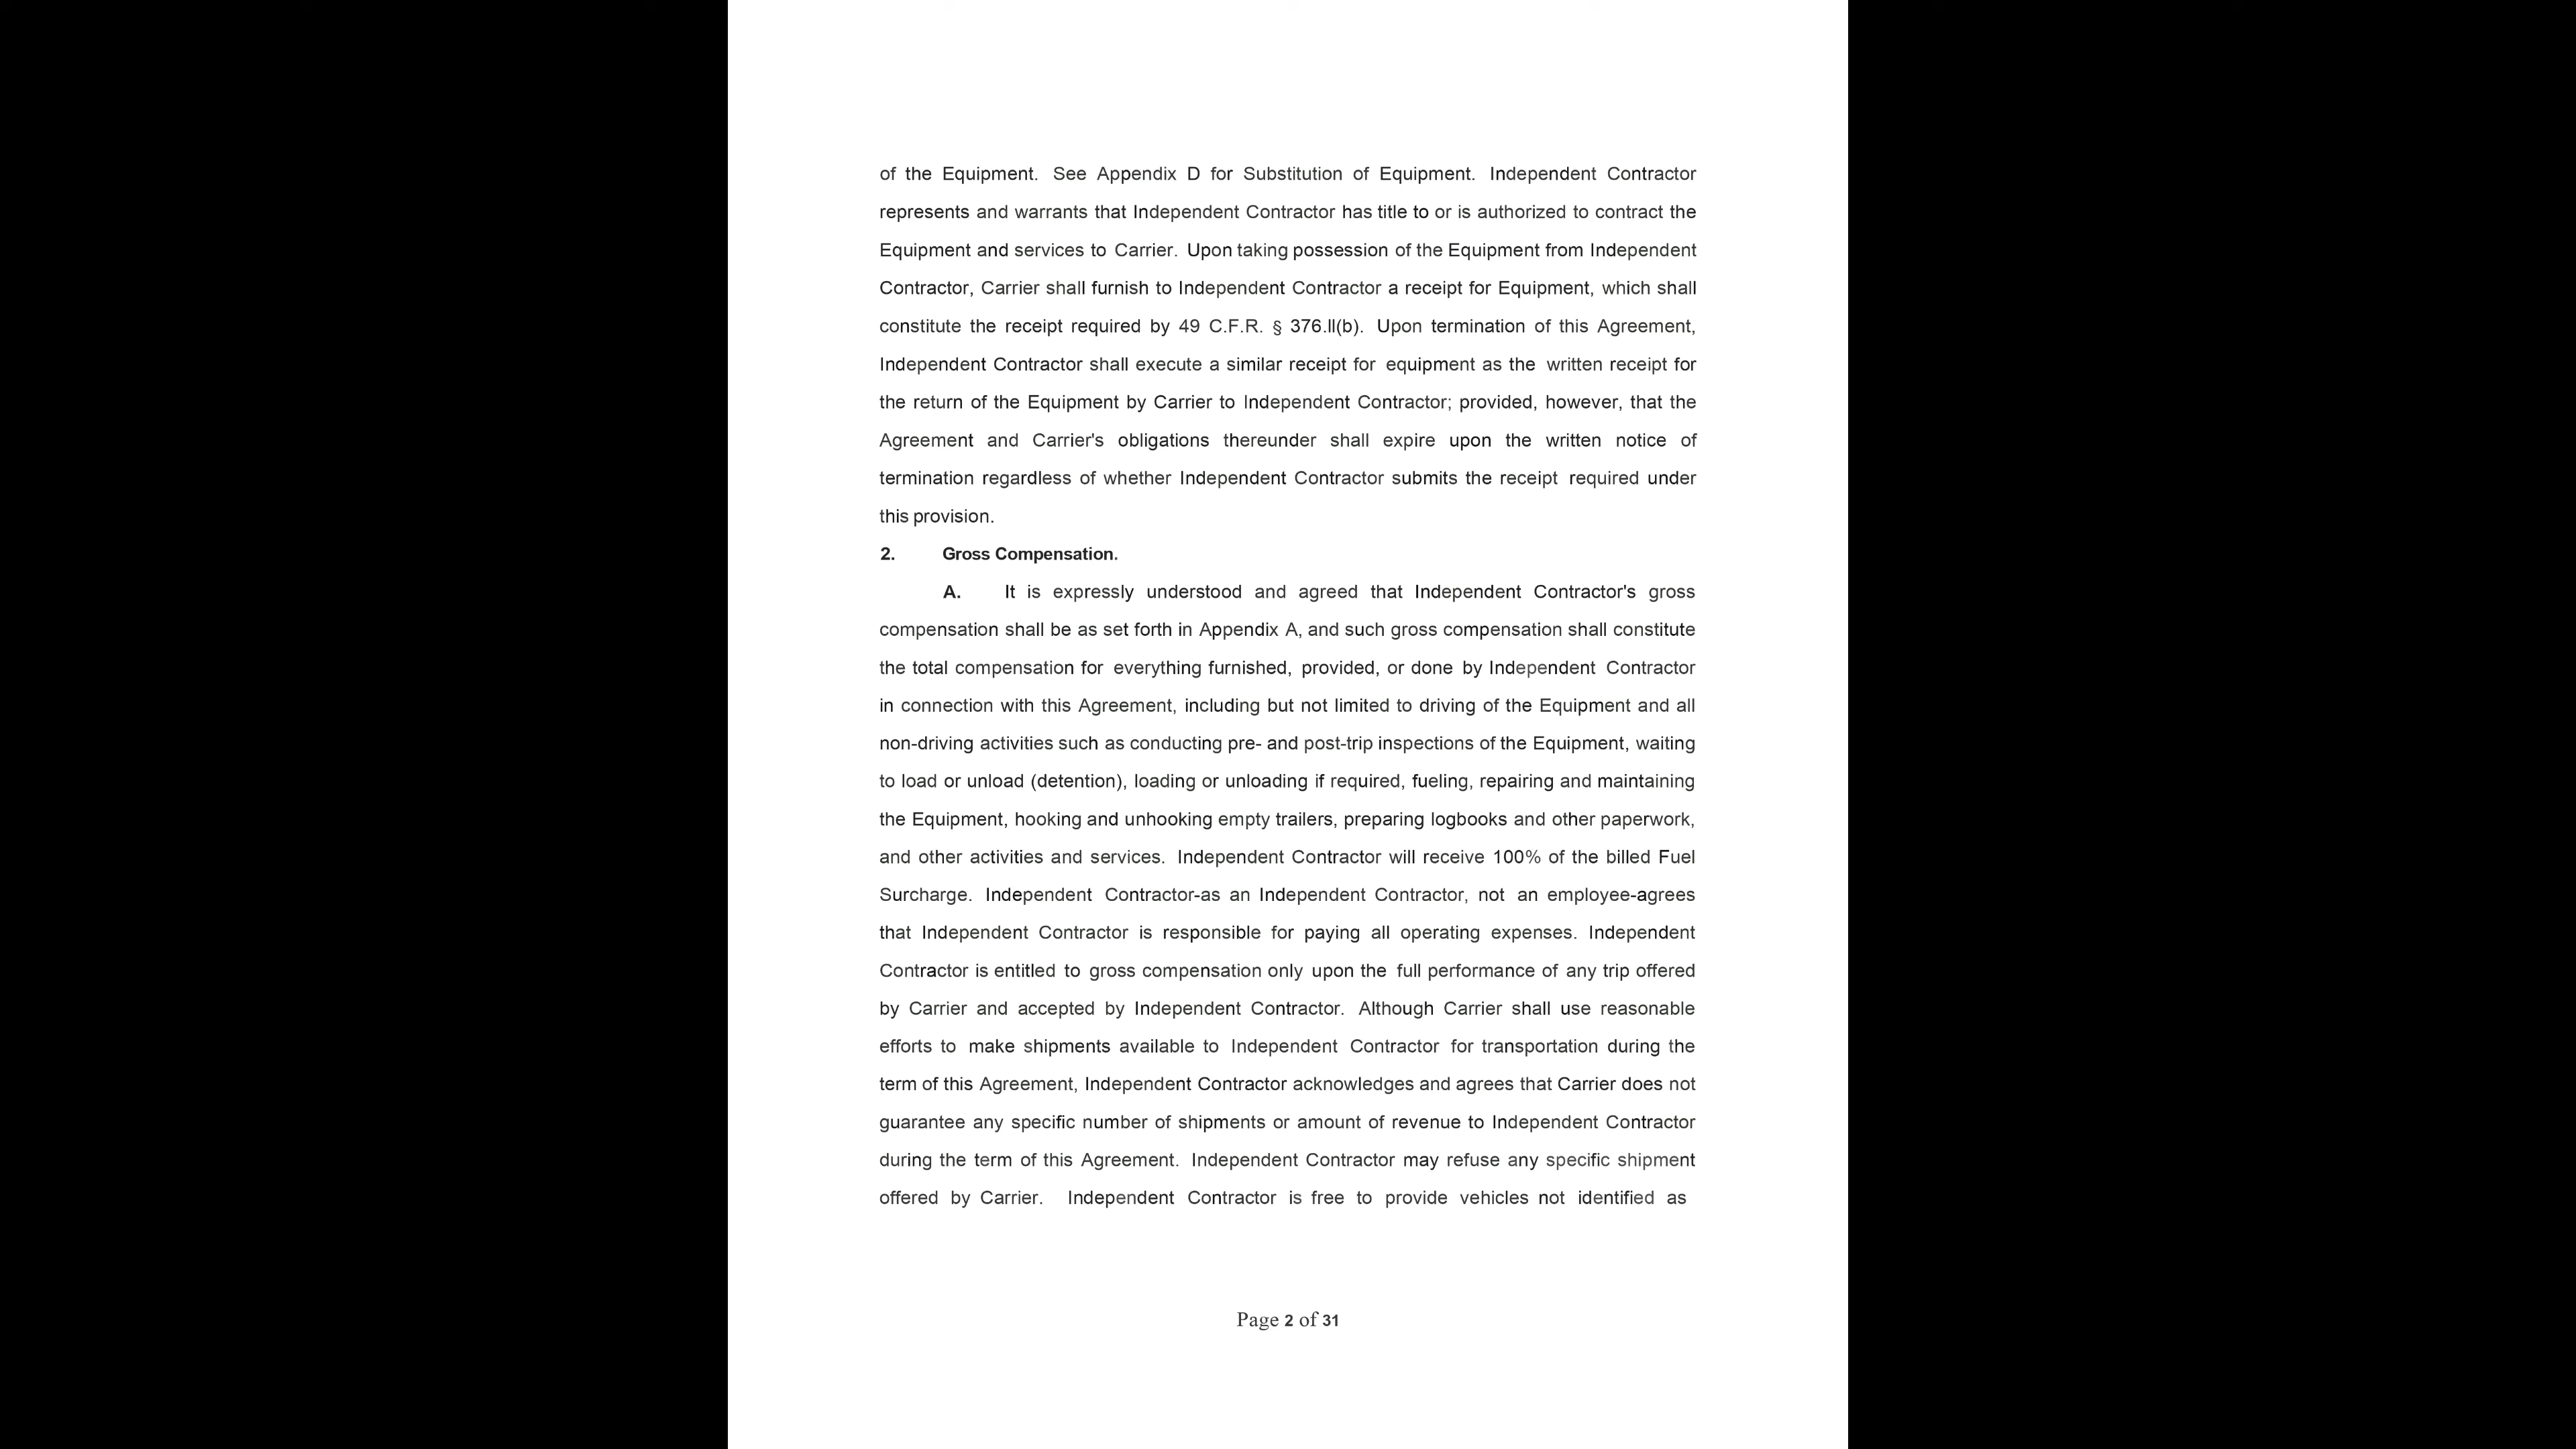 of the Equipment. See Appendix D for Substitution of Equipment. Independent Contractor
represents and warrants that Independent Contractor has title to or is authorized to contract the
Equipment and services to Carrier. Upon taking possession of the Equipment from Independent
Contractor, Carrier shall furnish to Independent Contractor a receipt for Equipment, which shall
constitute the receipt required by 49 C.F.R. § 376.ll(b). Upon termination of this Agreement,
Independent Contractor shall execute a similar receipt for equipment as the written receipt for
the return of the Equipment by Carrier to Independent Contractor; provided, however, that the
Agreement and Carrier's obligations thereunder shall expire upon the written notice of
termination regardless of whether Independent Contractor submits the receipt required under
this provision.
2. Gross Compensation.
A. It is expressly understood and agreed that Independent Contractor's gross
compensation shall be as set forth in Appendix A, and such gross compensation shall constitute
the total compensation for everything furnished, provided, or done by Independent Contractor
in connection with this Agreement, including but not limited to driving of the Equipment and all
non-driving activities such as conducting pre- and post-trip inspections of the Equipment, waiting
to load or unload (detention), loading or unloading if required, fueling, repairing and maintaining
the Equipment, hooking and unhooking empty trailers, preparing logbooks and other paperwork,
and other activities and services. Independent Contractor will receive 100% of the billed Fuel
Surcharge. Independent Contractor-as an Independent Contractor, not an employee-agrees
that Independent Contractor is responsible for paying all operating expenses. Independent
Contractor is entitled to gross compensation only upon the full performance of any trip offered
by Carrier and accepted by Independent Contractor. Although Carrier shall use reasonable
efforts to make shipments available to Independent Contractor for transportation during the
term of this Agreement, Independent Contractor acknowledges and agrees that Carrier does not
guarantee any specific number of shipments or amount of revenue to Independent Contractor
during the term of this Agreement. Independent Contractor may refuse any specific shipment
offered by Carrier. Independent Contractor is free to provide vehicles not identified as
Page 2 of 31